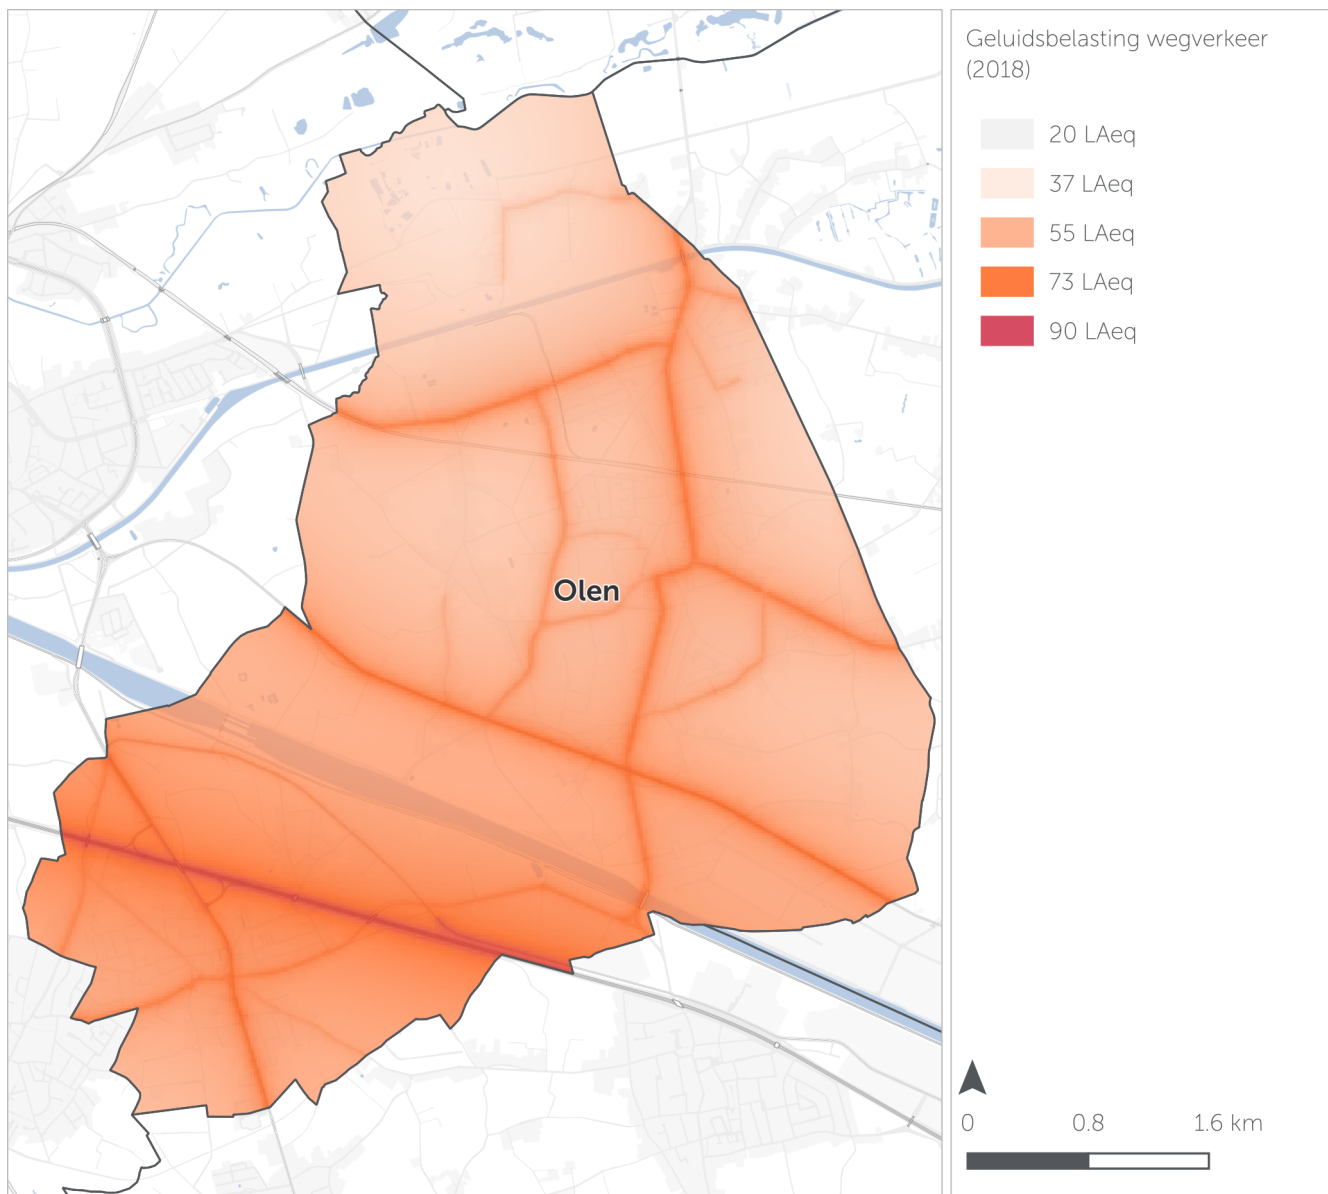 Geluidsbelasting wegverkeer
(2018)
20 LAeq
37 LAeq
55 LAeq
73 LAeq
90 LAeq
Olen
0 0.8 1.6 km